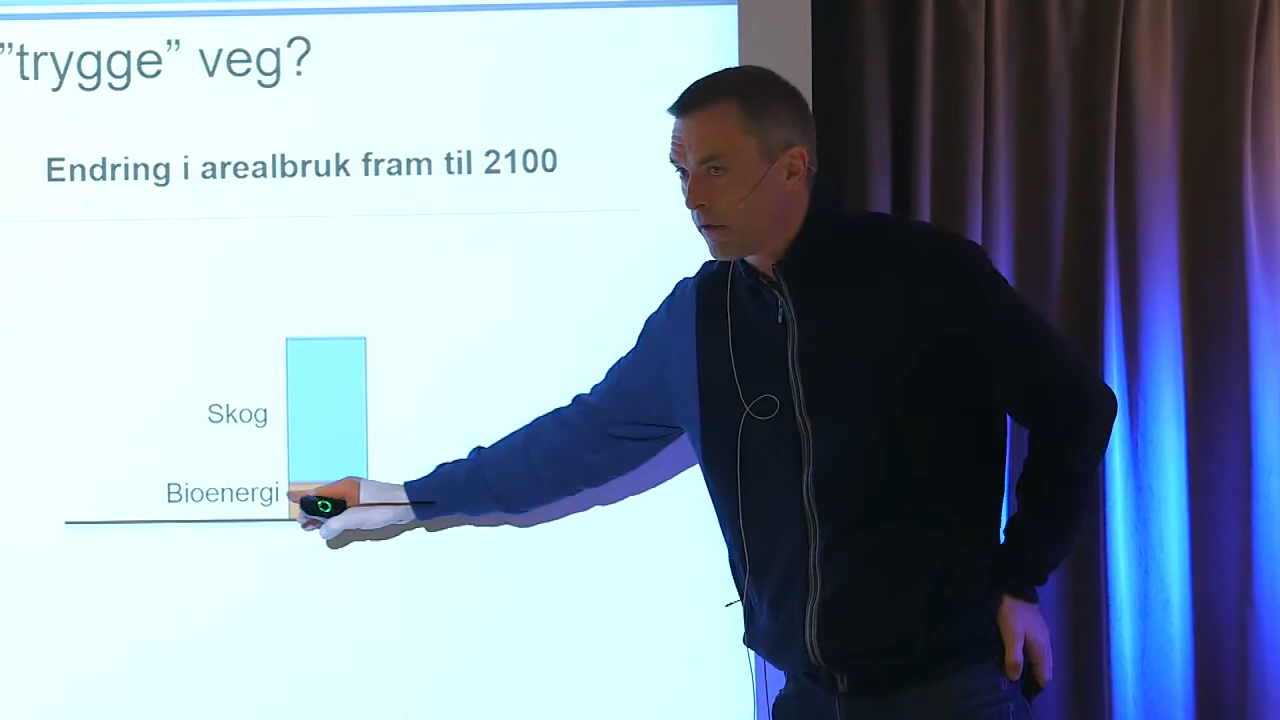 ”trygge” veg?
Endring i arealbruk fram til 2100
Skog
Bioenergi